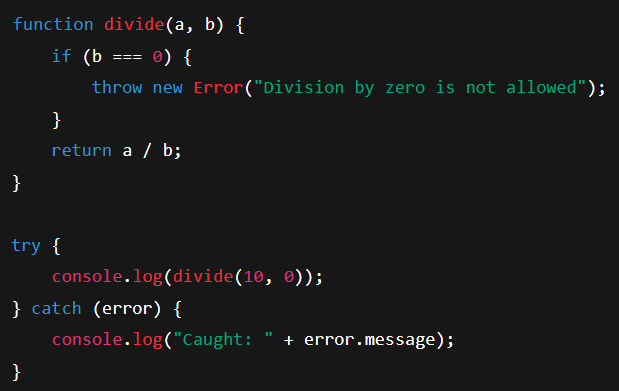 function divide(a, b) {
    if (b === 0) {
        throw new Error("Division by zero is not allowed");
    }
    return a / b;
}

try {
    console.log(divide(10, 0));
} catch (error) {
    console.log("Caught: " + error.message);
}